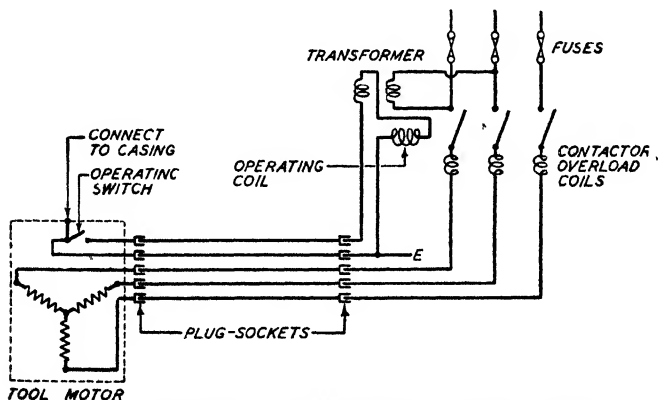 TRANSFORMER
FUSES
CONNECT
TO CASING
OPERATING
SWITCH
OPERATING
COIL
CONTACTOR
OVERLOAD
COILS
E
PLUG-SOCKETS
TOOL MOTOR